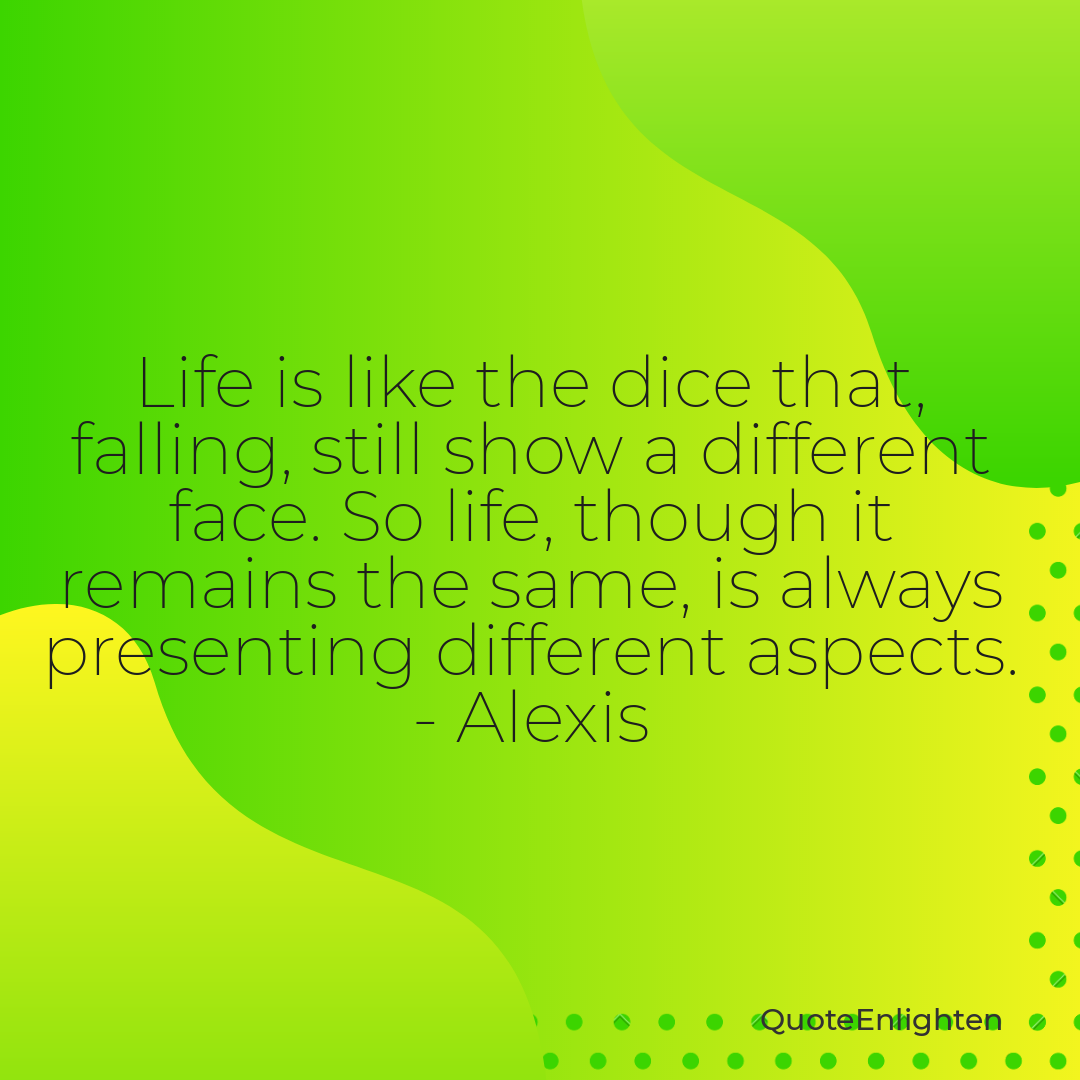 Life is like the dice that,
falling, still show a different
face. So life, though it
remains the same, is always
presenting different aspects.
- Alexis
QuoteEnlighten